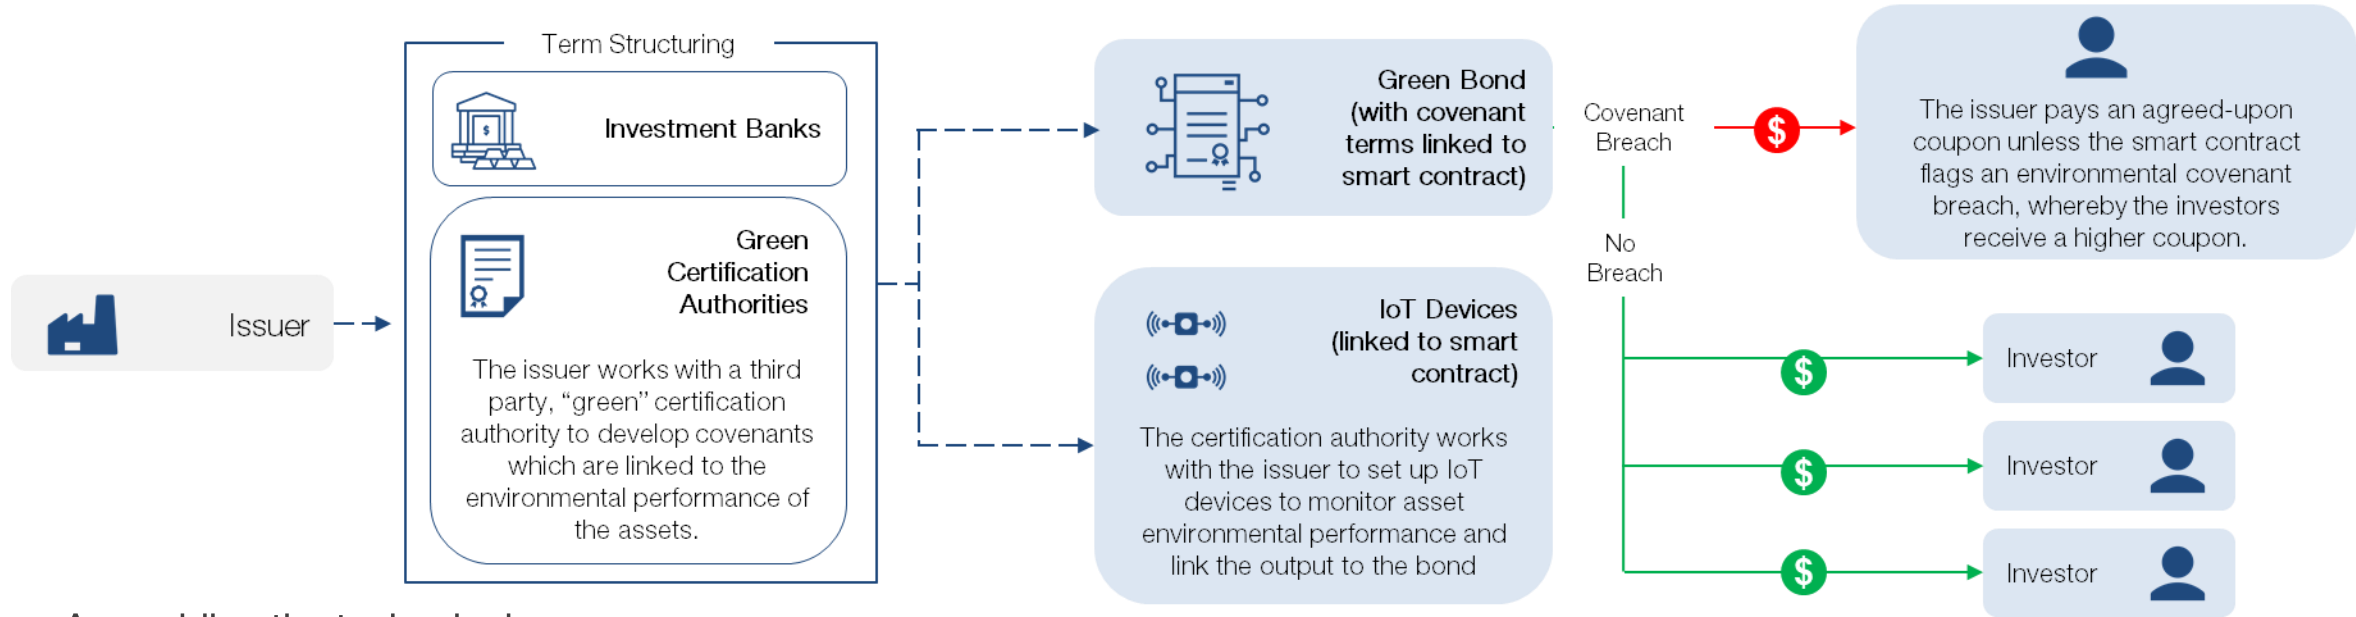 Issuer
Term Structuring
$
Investment Banks
Green
Certification
Authorities
The issuer works with a third
party, “green” certification
authority to develop covenants
which are linked to the
environmental performance of
the assets.
Green Bond
(with covenant
terms linked to
smart contract)
IoT Devices
(linked to smart
contract)
The certification authority works
with the issuer to set up IoT
devices to monitor asset
environmental performance and
link the output to the bond
Covenant
Breach
$
The issuer pays an agreed-upon
coupon unless the smart contract
flags an environmental covenant
breach, whereby the investors
receive a higher coupon.
No
Breach
$
Investor
$
Investor
$
Investor